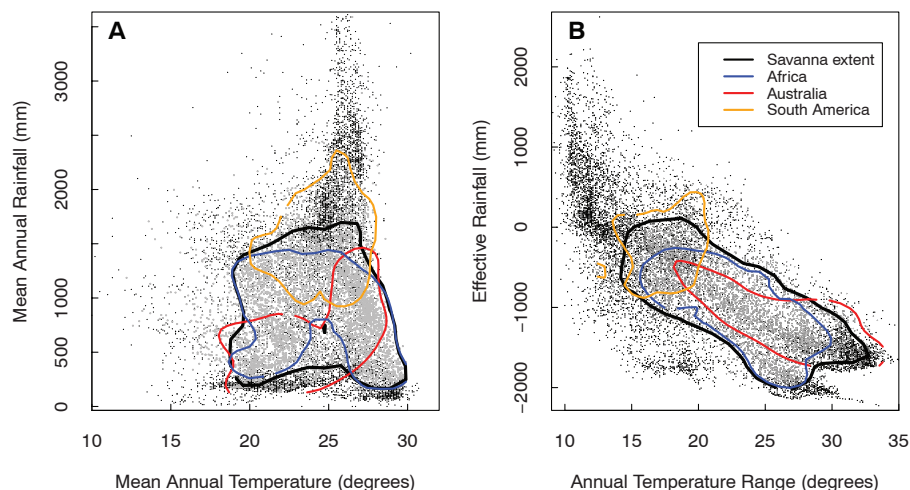 A
Mean Annual Rainfall (mm)
3000
2000
1000
500
0
10 15 20 25 30
Mean Annual Temperature (degrees)
B
Savanna extent
Africa
Australia
South America
Effective Rainfall (mm)
2000
1000
0
−1000
−2000
10 15 20 25 30 35
Annual Temperature Range (degrees)